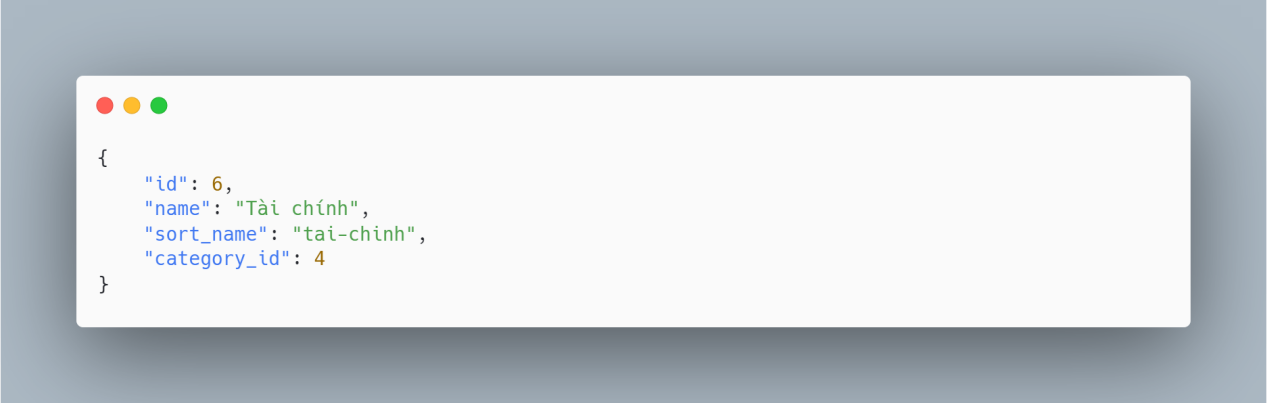 {
    "id": 6,
    "name": "Tài chính",
    "sort_name": "tai-chinh",
    "category_id": 4
}